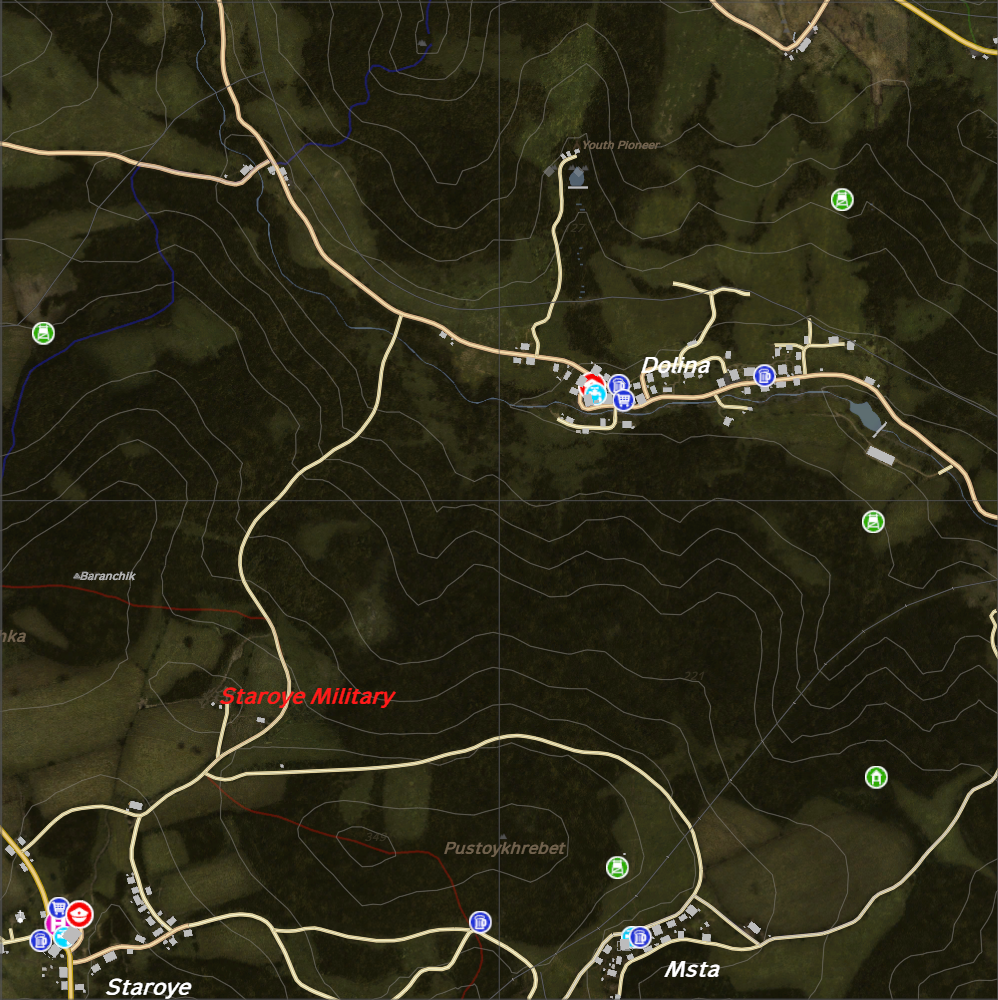 Youth Pioneer
Dolina
Baranchik
nka
Staroye Military
221
Pustoykhrebet
Msta
Staroye